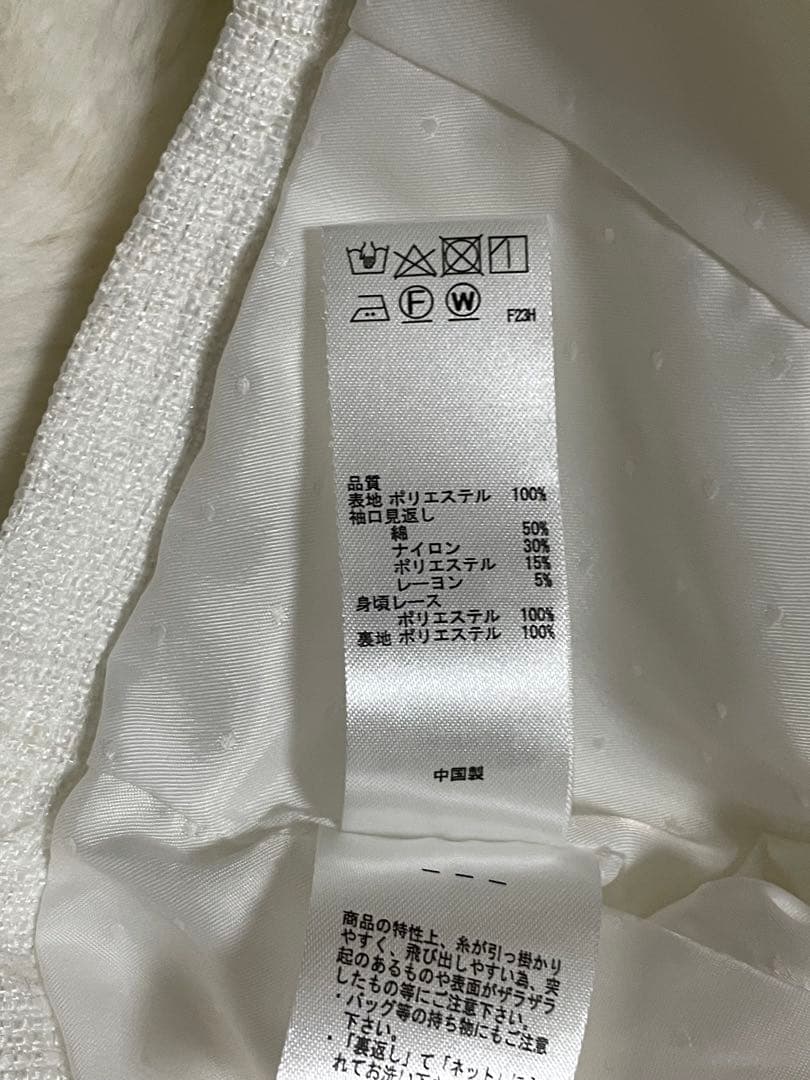 F W F23H
品質
表地 ポリエステル 100%
袖口見返し
綿 50%
ナイロン 30%
ポリエステル 15%
レーヨン 5%
身頃レース
ポリエステル 100%
裏地 ポリエステル 100%
中国製
商品の特性上、糸が引っ掛かり
やすく、飛び出しやすい為、突
起のあるものや表面がザラザラ
したもの等にご注意下さい。
・バッグ等の持ち物にもご注意
下さい。
・「裏返し」て「ネット」に
れてお洗い下